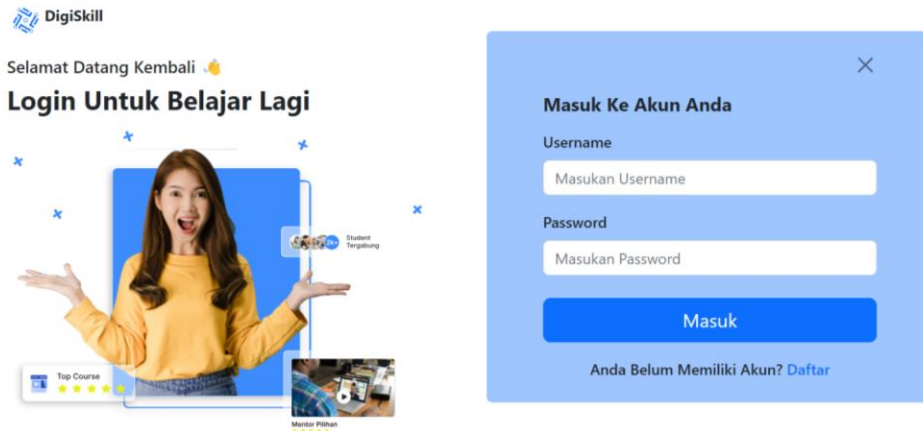 DigiSkill
Selamat Datang Kembali
Login Untuk Belajar Lagi
2k+
Student
Tergabung
Top Course
Mentor Pilihan
Masuk Ke Akun Anda
Username
Masukan Username
Password
Masukan Password
Masuk
Anda Belum Memiliki Akun? Daftar